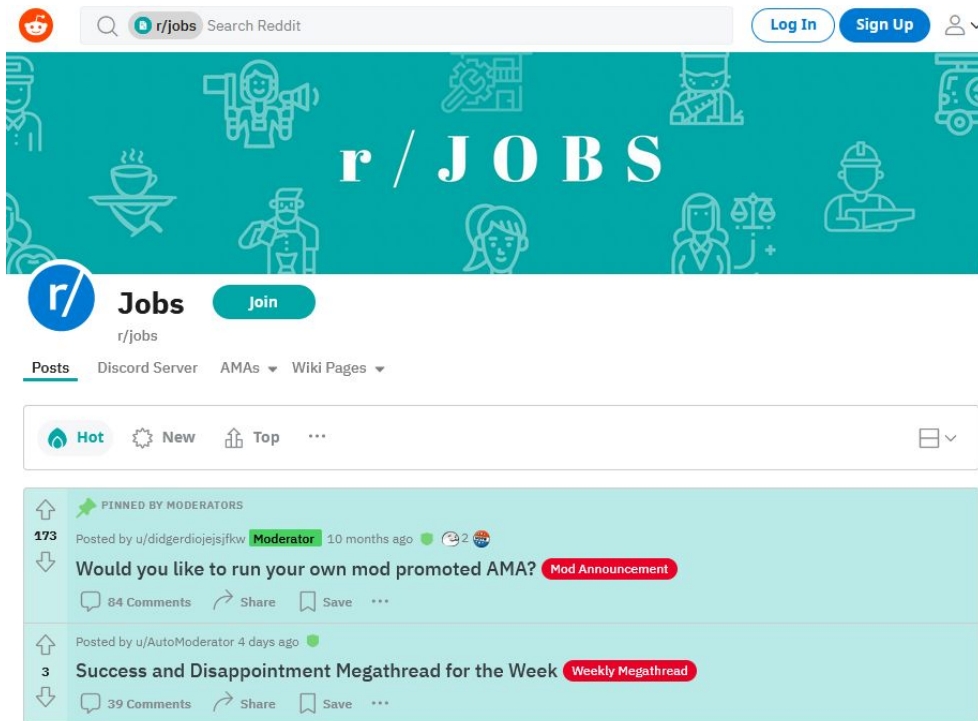 r/jobs Search Reddit Log In Sign Up
r/JOBS
r/ Jobs Join
r/jobs
Posts Discord Server AMAs Wiki Pages
Hot New Top ...
PINNED BY MODERATORS
173 Posted by u/didgerdiojejsjfkw Moderator 10 months ago 2
Would you like to run your own mod promoted AMA? Mod Announcement
84 Comments Share Save ...
Posted by u/AutoModerator 4 days ago
3 Success and Disappointment Megathread for the Week Weekly Megathread
39 Comments Share Save ...